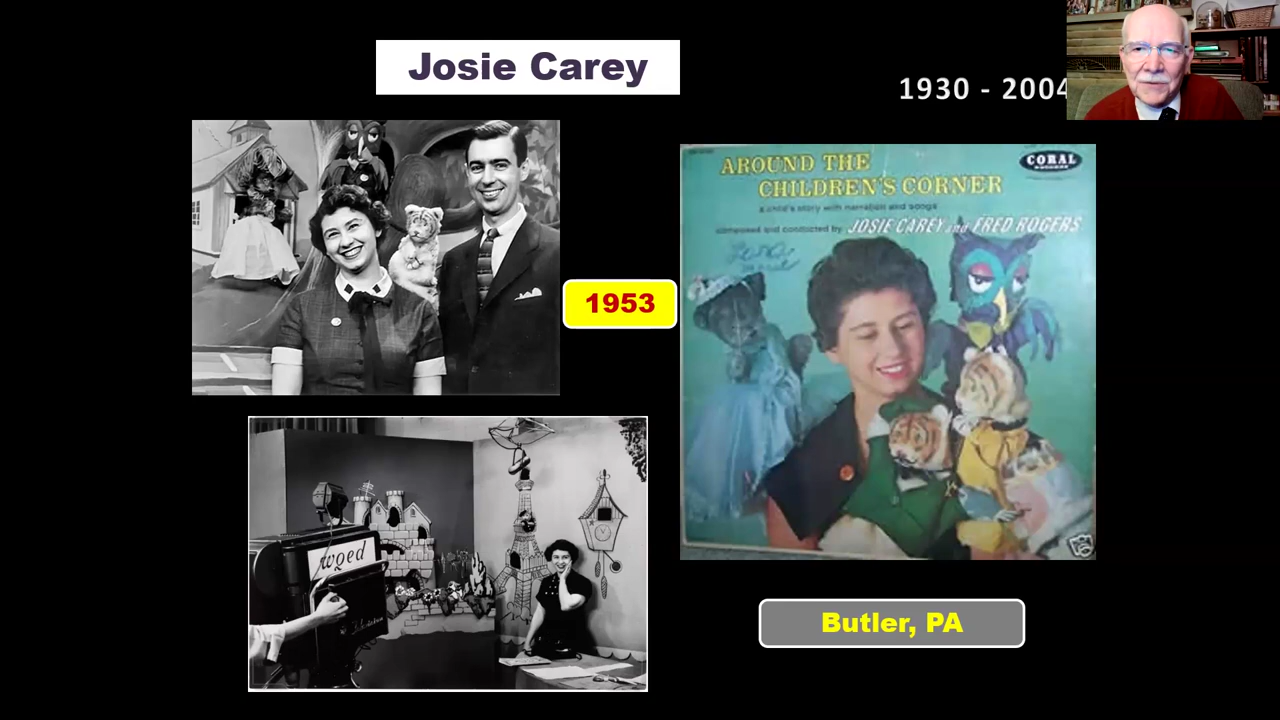 Josie Carey
1930 - 2004
AROUND THE
CHILDREN'S CORNER
CORAL
RECORDS
a child's story with narration and songs
composed and conducted by JOSIE CAREY and FRED ROGERS
1953
wqed
Butler, PA